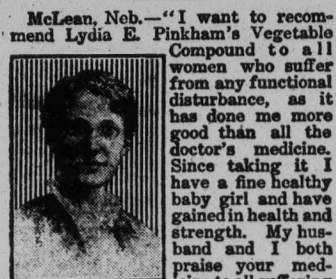 McLean, Neb.—"I want to recom-
mend Lydia E. Pinkham's Vegetable
Compound to all
women who suffer
from any functional
disturbance, as it
has done me more
good than all the
doctor's medicine.
Since taking it I
have a fine healthy
baby girl and have
gained in health and
strength. My hus-
band and I both
praise your med-